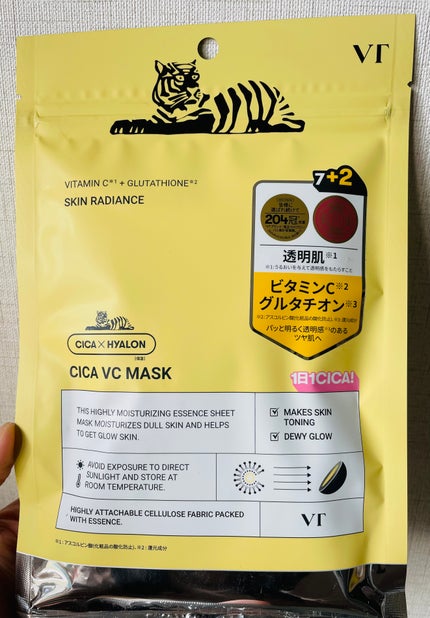 VT
VITAMIN C※1 + GLUTATHIONE※2
SKIN RADIANCE
7+2
204
透明肌※1
※1:うるおいを与えて透明感をもたらすこと
ビタミンC※2
グルタチオン※3
※2:アスコルビン酸(化粧品の酸化防止)、※3:還元成分
パッと明るく透明感※1のある
ツヤ肌へ
CICA×HYALON
(保湿)
CICA VC MASK
1日1CICA!
THIS HIGHLY MOISTURIZING ESSENCE SHEET
MASK MOISTURIZES DULL SKIN AND HELPS
TO GET GLOW SKIN.
MAKES SKIN
TONING
DEWY GLOW
AVOID EXPOSURE TO DIRECT
SUNLIGHT AND STORE AT
ROOM TEMPERATURE.
HIGHLY ATTACHABLE CELLULOSE FABRIC PACKED
WITH ESSENCE.
VT
※1:アスコルビン酸(化粧品の酸化防止)、※2:還元成分